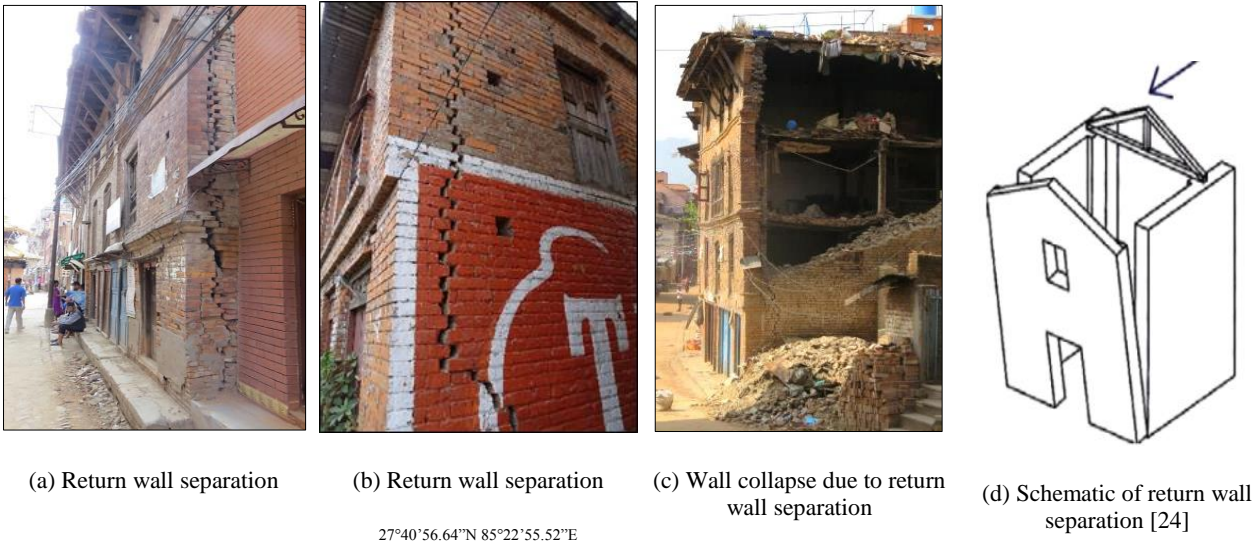 (a) Return wall separation
(b) Return wall separation
(c) Wall collapse due to return
wall separation
(d) Schematic of return wall
separation [24]
27°40’56.64”N 85°22’55.52”E